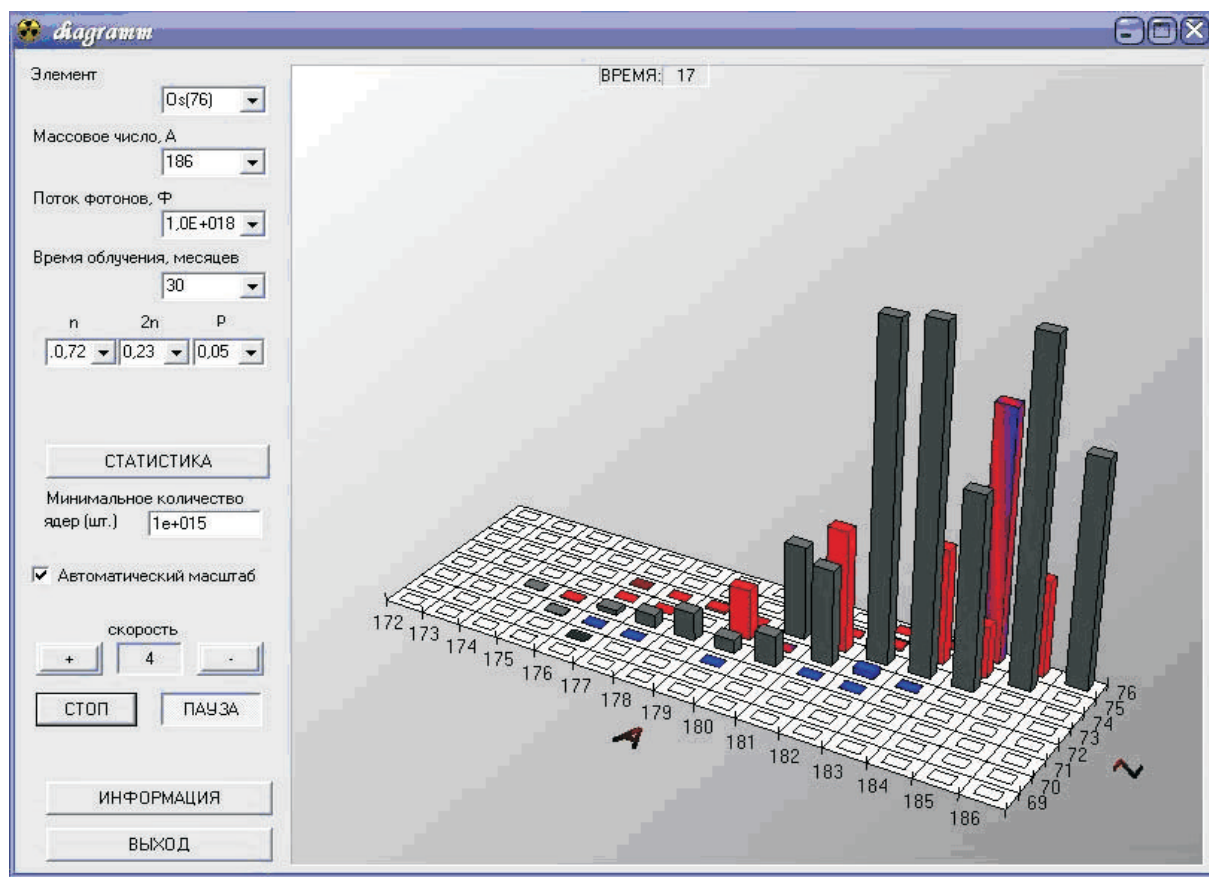 diagramm
Элемент
Os(76)
Массовое число, А
186
Поток фотонов, Ф
1,0E+018
Время облучения, месяцев
30
n 2n P
.0,72 0,23 0,05
СТАТИСТИКА
Минимальное количество
ядер (шт.) 1e+015
Автоматический масштаб
скорость
+ 4 -
СТОП ПАУЗА
ИНФОРМАЦИЯ
ВЫХОД
ВРЕМЯ: 17
172 173 174 175 176 177 178 179 180 181 182 183 184 185 186
A
69 70 71 72 73 74 75 76
Z